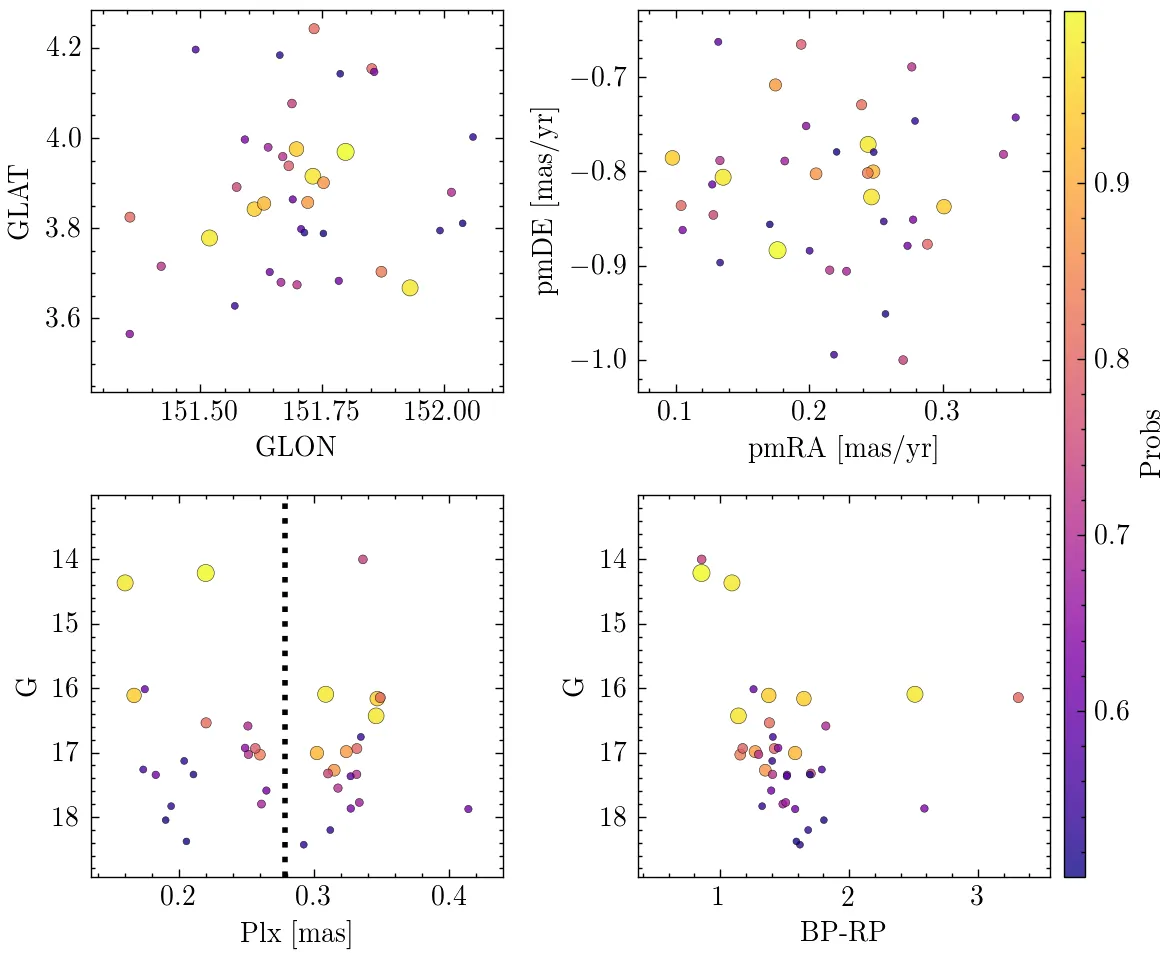 4.2
4.0
3.8
3.6
GLAT
151.50 151.75 152.00
GLON
−0.7
−0.8
−0.9
−1.0
pmDE [mas/yr]
0.1 0.2 0.3
pmRA [mas/yr]
14
15
16
17
18
G
0.2 0.3 0.4
Plx [mas]
14
15
16
17
18
G
1 2 3
BP-RP
0.9
0.8
0.7
0.6
Probs